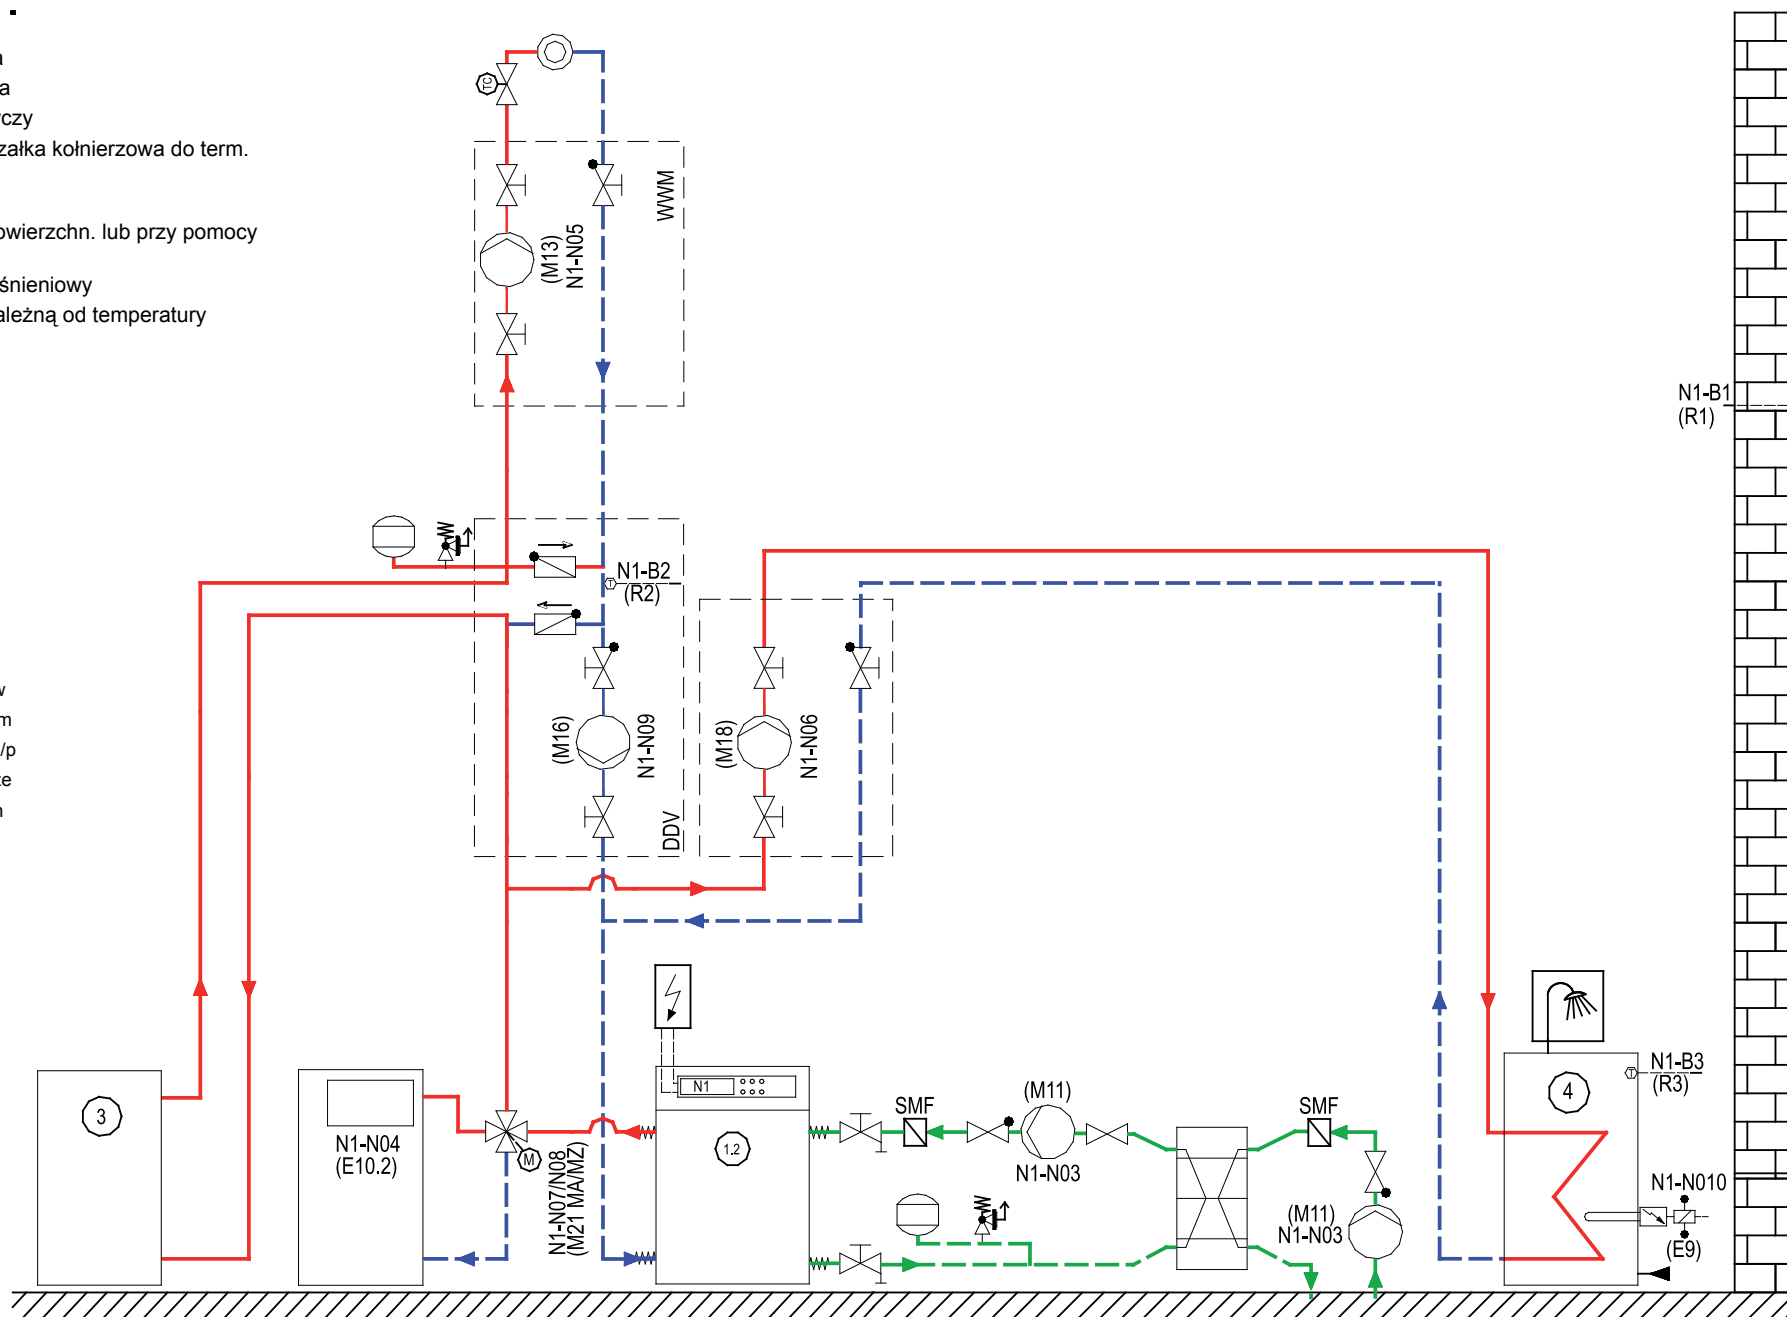 a
a
czy
załka kołnierzowa do term.
owierzchn. lub przy pomocy
śnieniowy
ależną od temperatury
w
m
/p
że
n
TC
WWM
(M13)
N1-N05
N1-B1
(R1)
N1-B2
(R2)
T
(M16)
N1-N09
DDV
(M18)
N1-N06
3
N1-N04
(E10.2)
M
N1-N07/N08
(M21 MA/MZ)
N1
1.2
SMF
(M11)
N1-N03
SMF
(M11)
N1-N03
4
T
N1-B3
(R3)
N1-N010
(E9)